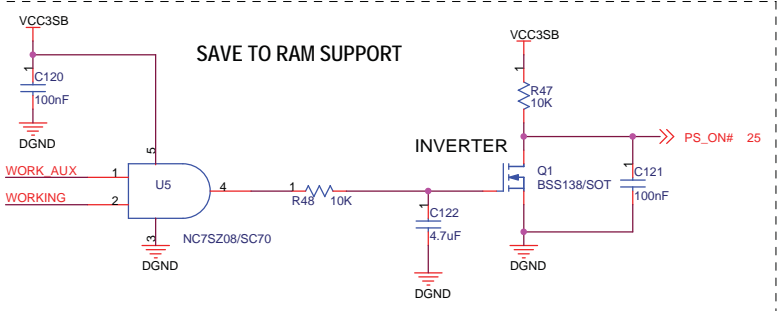 VCC3SB
SAVE TO RAM SUPPORT
VCC3SB
1
C120
100nF
DGND
1
R47
10K
5
INVERTER
PS_ON# 25
WORK_AUX
1
WORKING
2
U5
4
1
R48
10K
Q1
BSS138/SOT
1
C121
100nF
1
C122
4.7uF
3
NC7SZ08/SC70
DGND
DGND
DGND